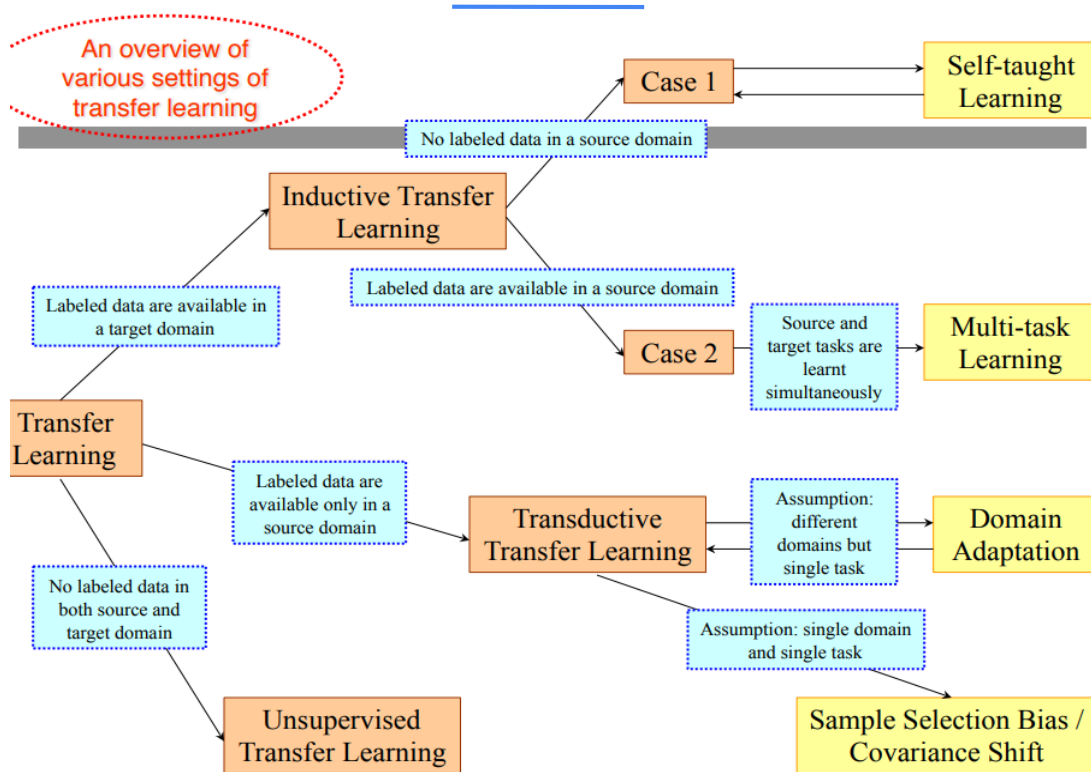 An overview of
various settings of
transfer learning
Case 1
Self-taught
Learning
No labeled data in a source domain
Inductive Transfer
Learning
Labeled data are available in a source domain
Labeled data are available in
a target domain
Case 2
Source and
target tasks are
learnt
simultaneously
Multi-task
Learning
Transfer
Learning
Labeled data are
available only in a
source domain
Transductive
Transfer Learning
Assumption:
different
domains but
single task
Domain
Adaptation
No labeled data in
both source and
target domain
Assumption: single domain
and single task
Unsupervised
Transfer Learning
Sample Selection Bias /
Covariance Shift